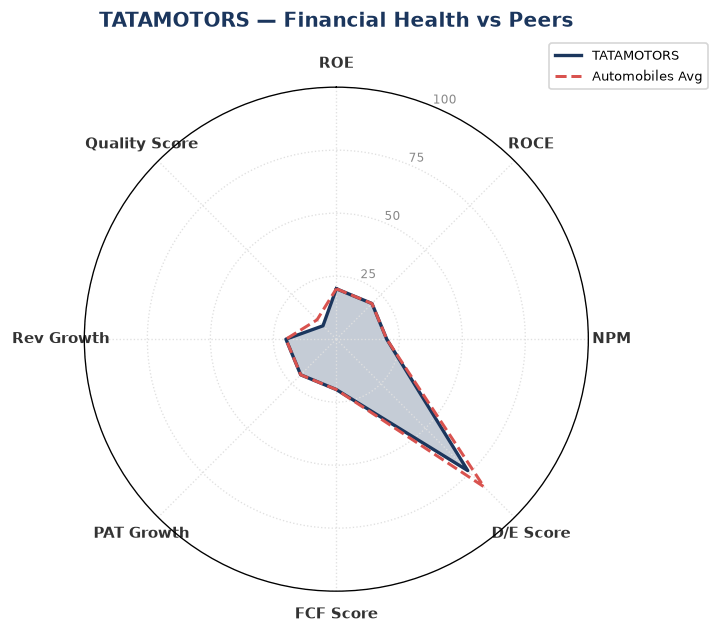 TATAMOTORS — Financial Health vs Peers
TATAMOTORS
Automobiles Avg
ROE
100
ROCE
Quality Score
75
50
25
Rev Growth
NPM
PAT Growth
D/E Score
FCF Score